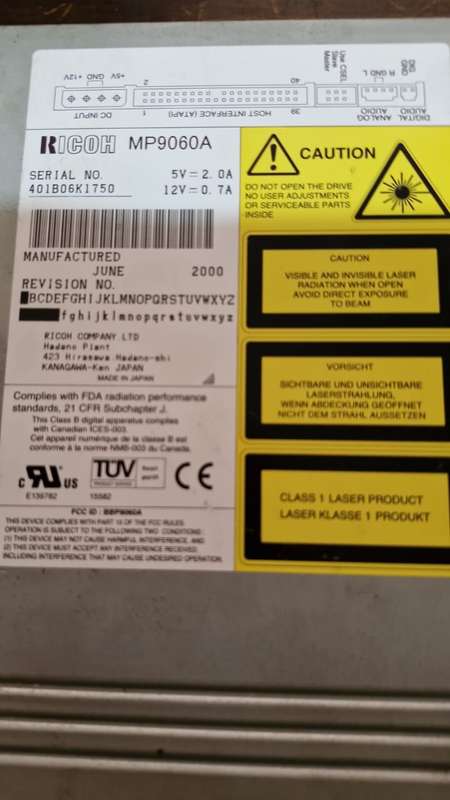 +5V GND +12V
2
40
1
39
DC INPUT
HOST INTERFACE(ATAPI)
Use CSEL
Slave
Master
R GND L
ANALOG
AUDIO
DIG.
GND
DIGITAL
AUDIO
RICOH MP9060A
SERIAL NO. 5V⎓2.0A
401B06K1750 12V⎓0.7A
MANUFACTURED
JUNE 2000
REVISION NO.
BCDEFGHIJKLMNOPQRSTUVWXYZ
fghijklmnopqrstuvwxyz
RICOH COMPANY LTD
Hadano Plant
423 Hirasawa Hadano-shi
KANAGAWA-Ken JAPAN
MADE IN JAPAN
Complies with FDA radiation performance
standards, 21 CFR Subchapter J.
This Class B digital apparatus complies
with Canadian ICES-003.
Cet appareil numérique de la classe B est
conforme à la norme NMB-003 du Canada.
C UR US
E139782
TÜV
15582
CE
FCC ID : BBP9060A
THIS DEVICE COMPLIES WITH PART 15 OF THE FCC RULES.
OPERATION IS SUBJECT TO THE FOLLOWING TWO CONDITIONS :
(1) THIS DEVICE MAY NOT CAUSE HARMFUL INTERFERENCE, AND
(2) THIS DEVICE MUST ACCEPT ANY INTERFERENCE RECEIVED,
INCLUDING INTERFERENCE THAT MAY CAUSE UNDESIRED OPERATION.
CAUTION
DO NOT OPEN THE DRIVE
NO USER ADJUSTMENTS
OR SERVICEABLE PARTS
INSIDE
CAUTION
VISIBLE AND INVISIBLE LASER
RADIATION WHEN OPEN
AVOID DIRECT EXPOSURE
TO BEAM
VORSICHT
SICHTBARE UND UNSICHTBARE
LASERSTRAHLUNG,
WENN ABDECKUNG GEÖFFNET
NICHT DEM STRAHL AUSSETZEN
CLASS 1 LASER PRODUCT
LASER KLASSE 1 PRODUKT